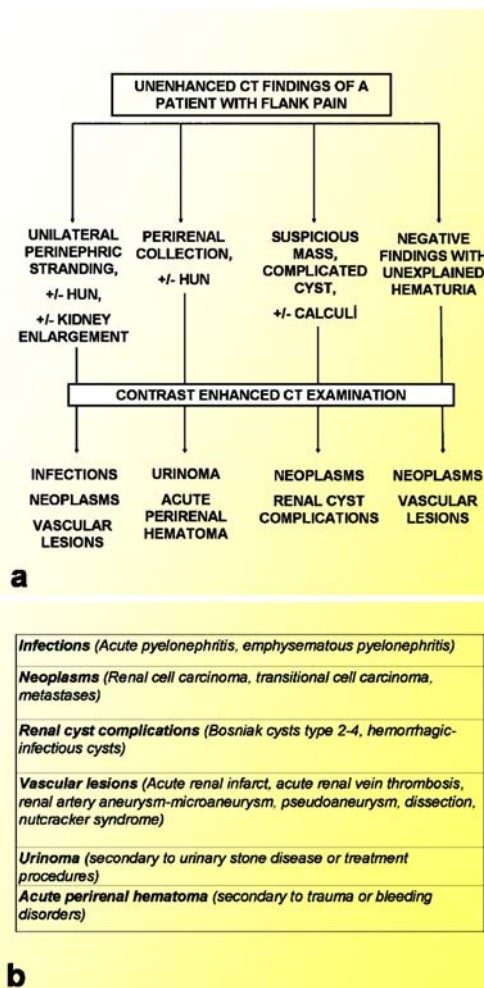 UNENHANCED CT FINDINGS OF A
PATIENT WITH FLANK PAIN
UNILATERAL
PERINEPHRIC
STRANDING,
+/- HUN,
+/- KIDNEY
ENLARGEMENT
PERIRENAL
COLLECTION,
+/- HUN
SUSPICIOUS
MASS,
COMPLICATED
CYST,
+/- CALCULİ
NEGATIVE
FINDINGS WITH
UNEXPLAINED
HEMATURIA
CONTRAST ENHANCED CT EXAMINATION
INFECTIONS
NEOPLASMS
VASCULAR
LESIONS
URINOMA
ACUTE
PERIRENAL
HEMATOMA
NEOPLASMS
RENAL CYST
COMPLICATIONS
NEOPLASMS
VASCULAR
LESIONS
a
Infections (Acute pyelonephritis, emphysematous pyelonephritis)
Neoplasms (Renal cell carcinoma, transitional cell carcinoma,
metastases)
Renal cyst complications (Bosniak cysts type 2-4, hemorrhagic-
infectious cysts)
Vascular lesions (Acute renal infarct, acute renal vein thrombosis,
renal artery aneurysm-microaneurysm, pseudoaneurysm, dissection,
nutcracker syndrome)
Urinoma (secondary to urinary stone disease or treatment
procedures)
Acute perirenal hematoma (secondary to trauma or bleeding
disorders)
b